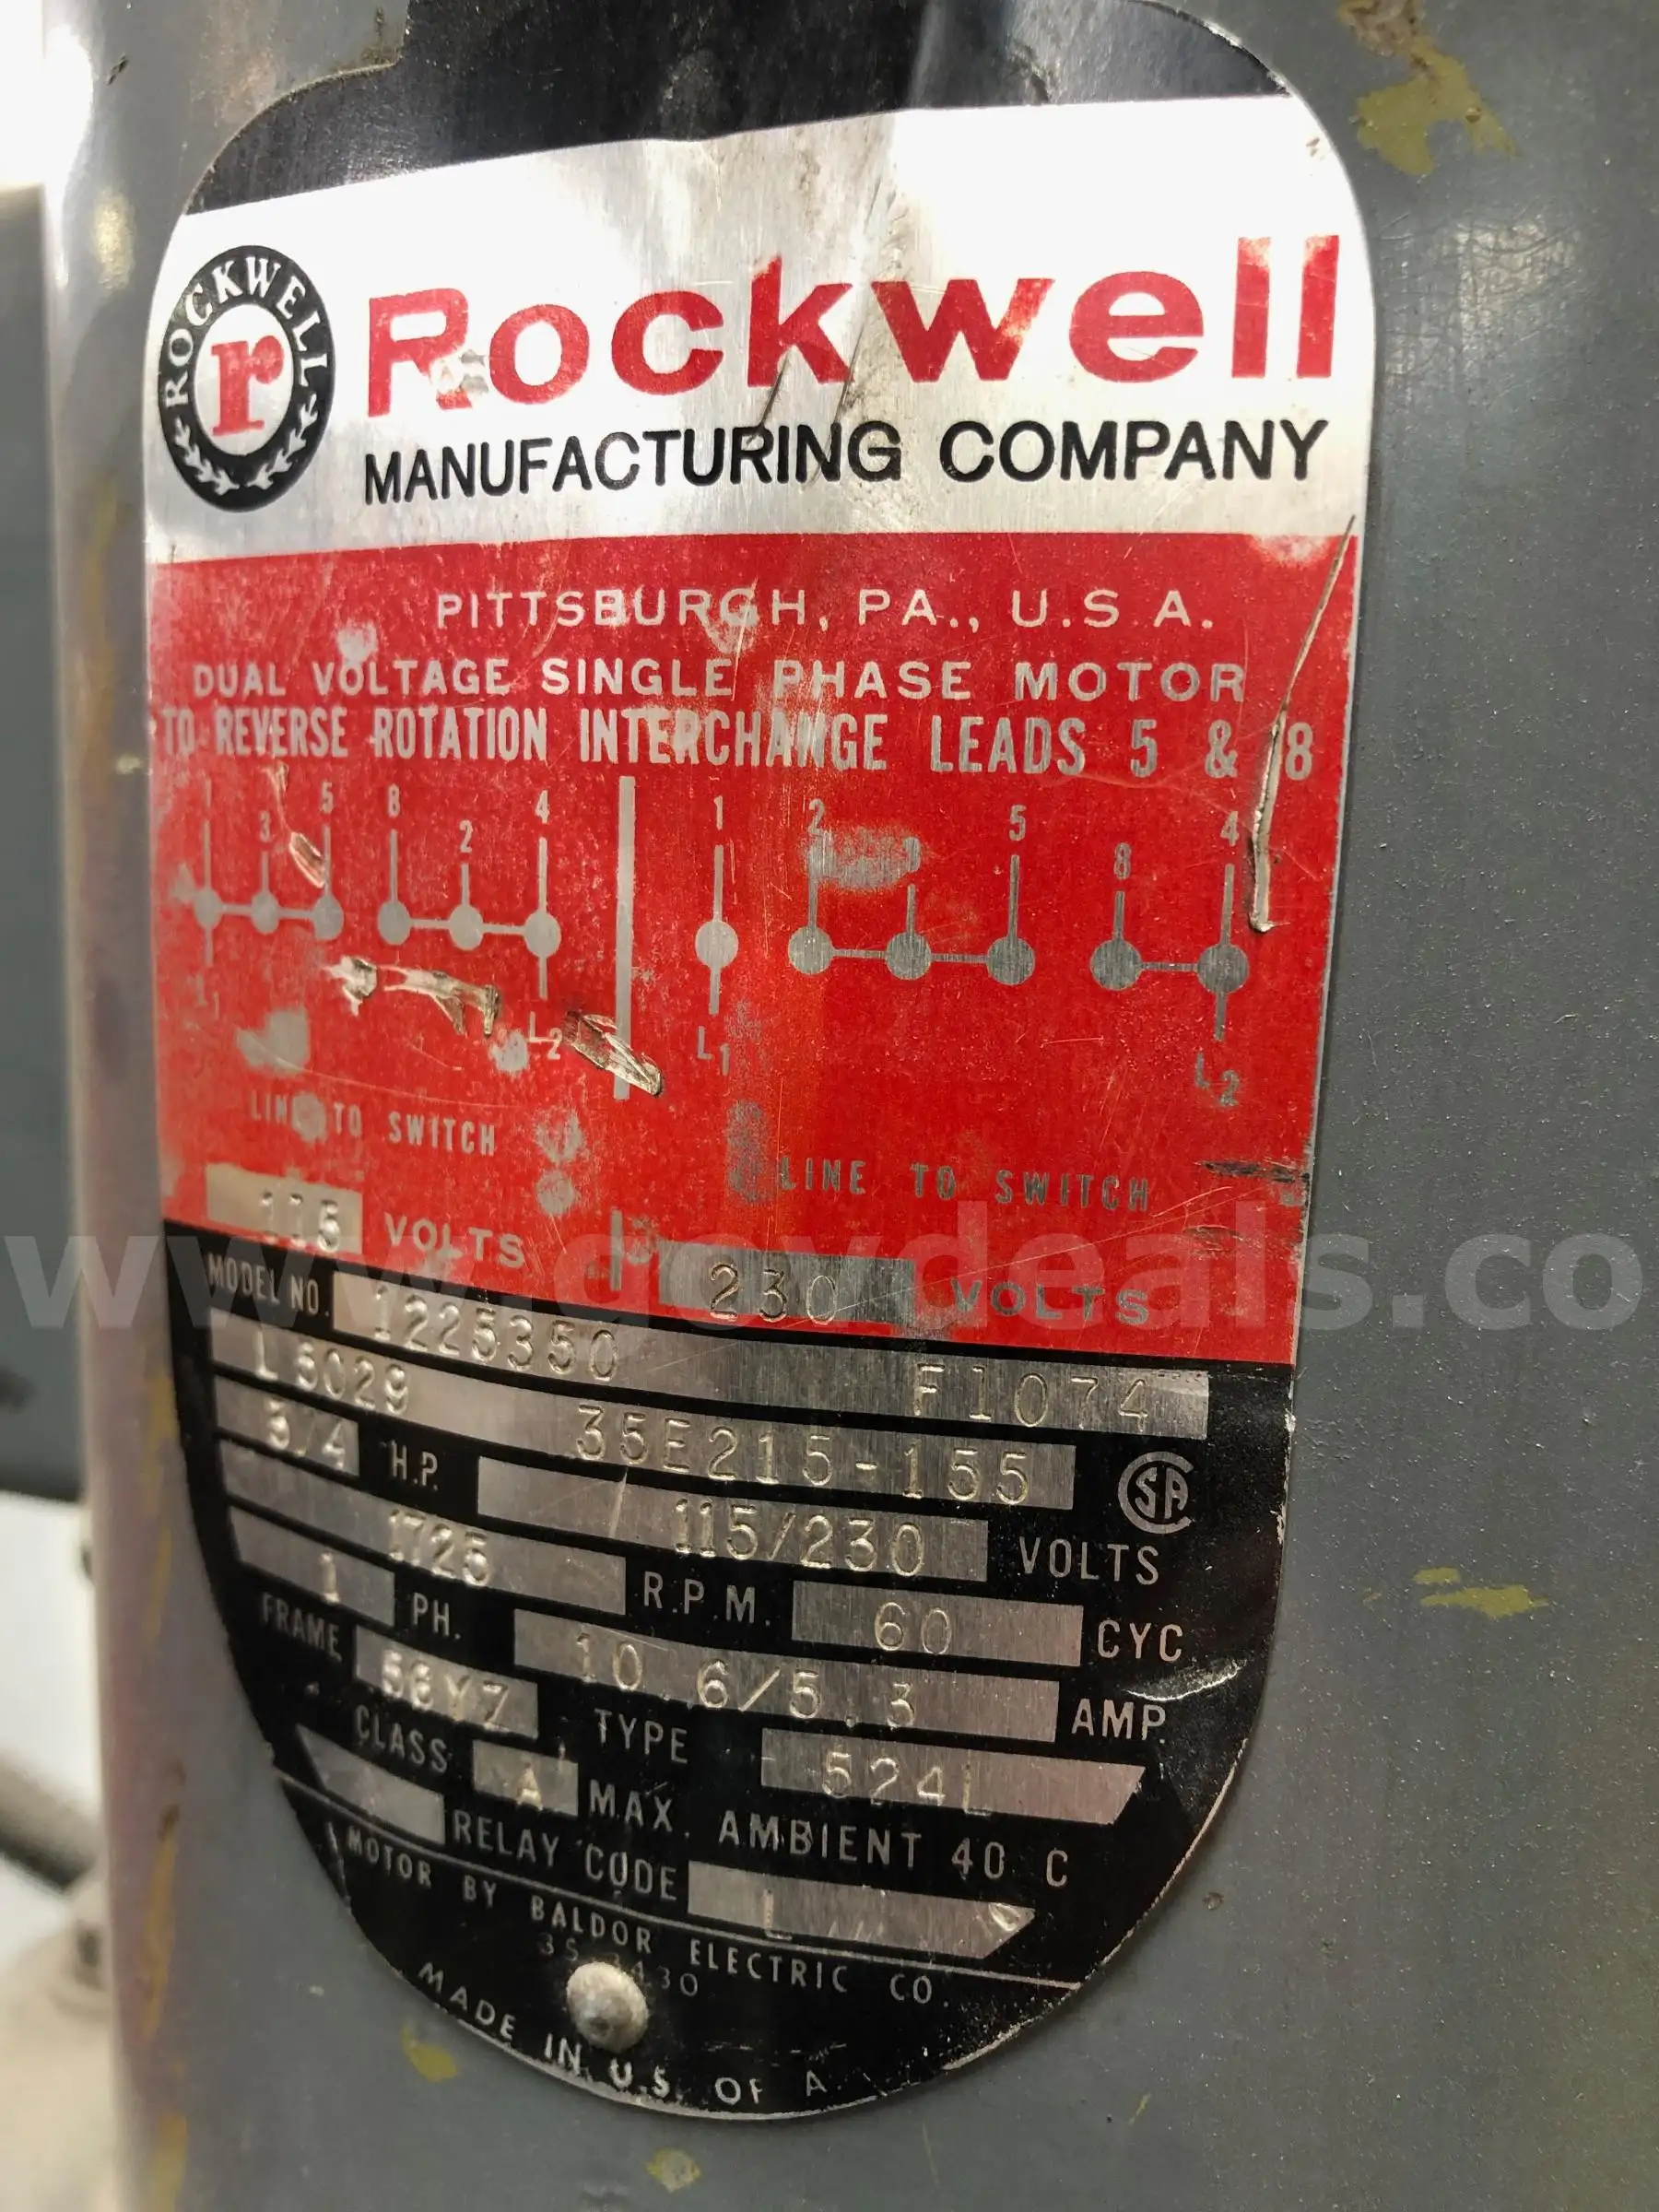 ROCKWELL
r
Rockwell
MANUFACTURING COMPANY
PITTSBURGH, PA., U.S.A.
DUAL VOLTAGE SINGLE PHASE MOTOR
TO REVERSE ROTATION INTERCHANGE LEADS 5 & 8
1 3 5 8 2 4 1 2 3 5 8 4
L1 L2 L1 L2
LINE TO SWITCH LINE TO SWITCH
115 VOLTS 230 VOLTS
www.govdeals.co
MODEL NO. 1225350 F1074
L5029 35E215-155
3/4 H.P. 115/230 VOLTS
1725 R.P.M. 60 CYC.
1 PH. 10.6/5.3 AMP.
FRAME 56YZ TYPE 524L
CLASS A MAX. AMBIENT 40 C
RELAY CODE L
MOTOR BY BALDOR ELECTRIC CO.
MADE IN U.S. OF A.